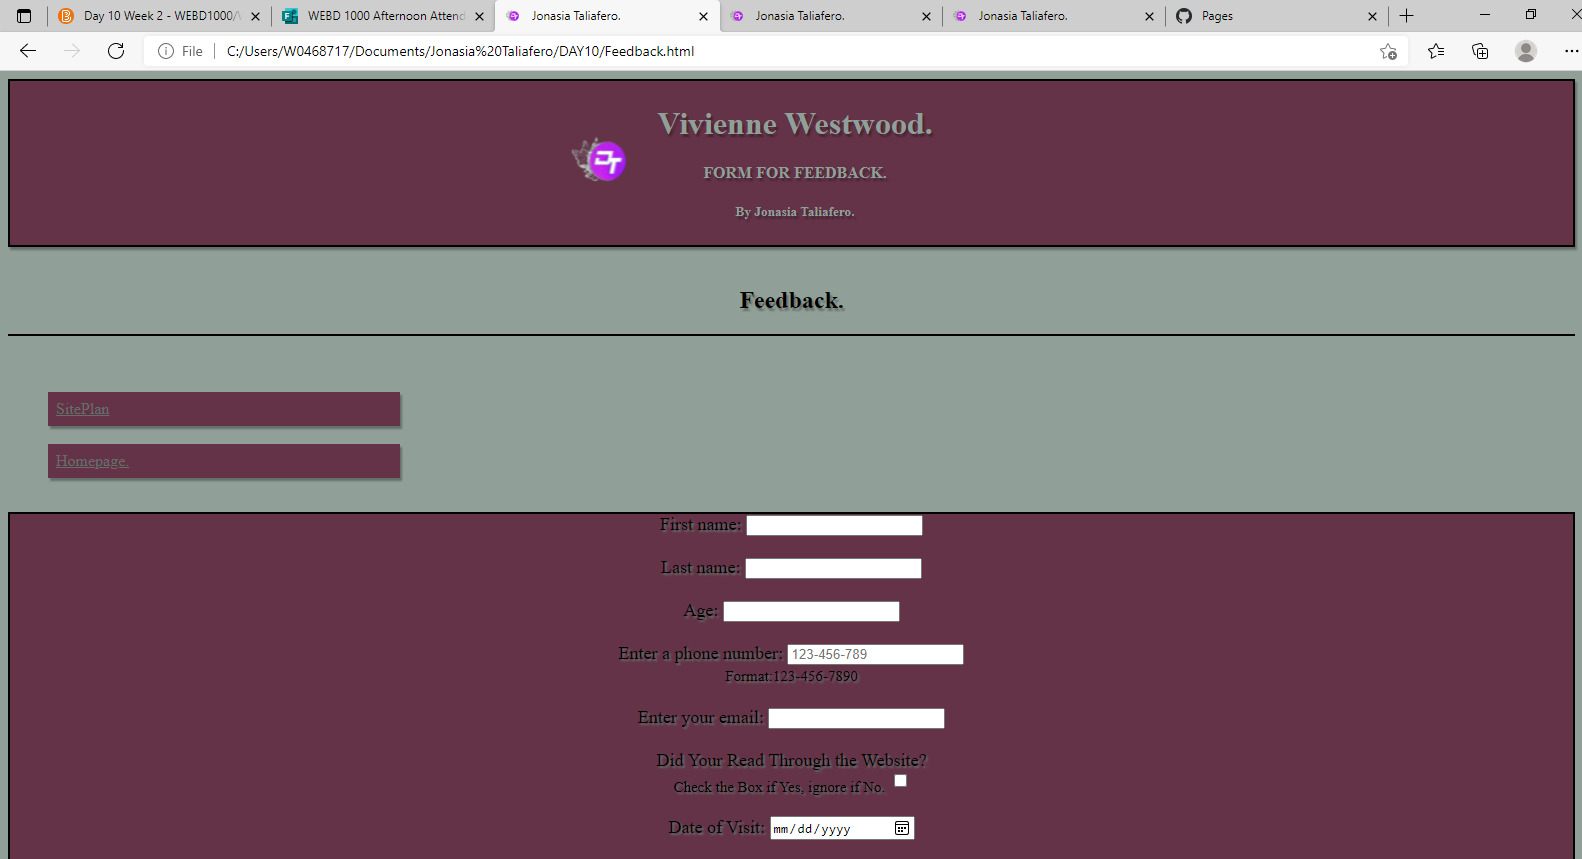 Day 10 Week 2 - WEBD1000/
WEBD 1000 Afternoon Attend
Jonasia Taliafero.
Jonasia Taliafero.
Jonasia Taliafero.
Pages
File
C:/Users/W0468717/Documents/Jonasia%20Taliafero/DAY10/Feedback.html
Vivienne Westwood.
DT
FORM FOR FEEDBACK.
By Jonasia Taliafero.
Feedback.
SitePlan
Homepage.
First name:
Last name:
Age:
Enter a phone number: 123-456-789
Format:123-456-7890
Enter your email:
Did Your Read Through the Website?
Check the Box if Yes, ignore if No.
Date of Visit: mm/dd/yyyy